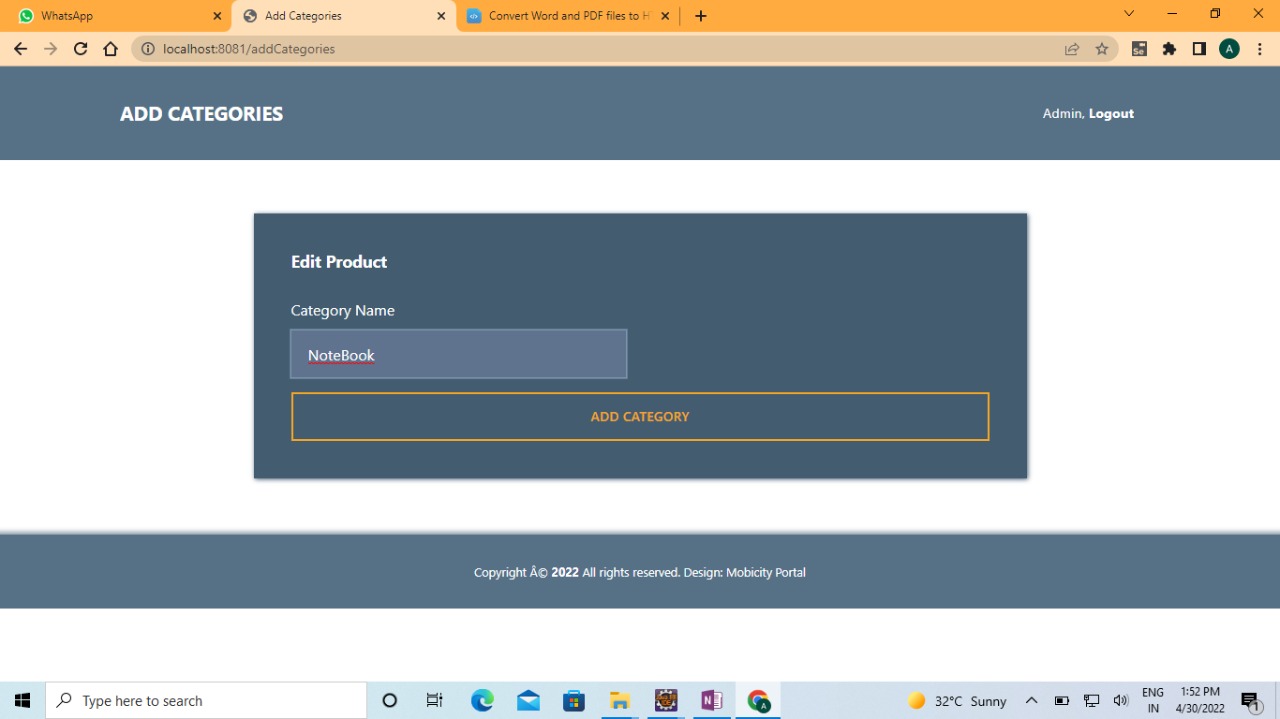 WhatsApp
Add Categories
Convert Word and PDF files to H
localhost:8081/addCategories
Se
A
ADD CATEGORIES
Admin, Logout
Edit Product
Category Name
NoteBook
ADD CATEGORY
Copyright Â© 2022 All rights reserved. Design: Mobicity Portal
Type here to search
32°C Sunny
ENG
IN
1:52 PM
4/30/2022
1